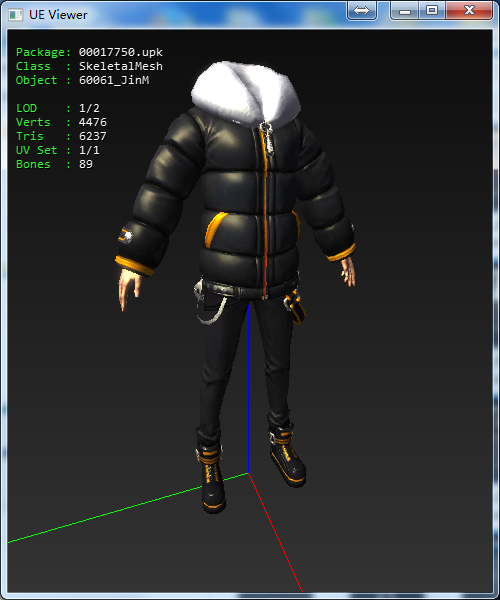 UE Viewer
Package: 00017750.upk
Class : SkeletalMesh
Object : 60061_JinM
LOD : 1/2
Verts : 4476
Tris : 6237
UV Set : 1/1
Bones : 89